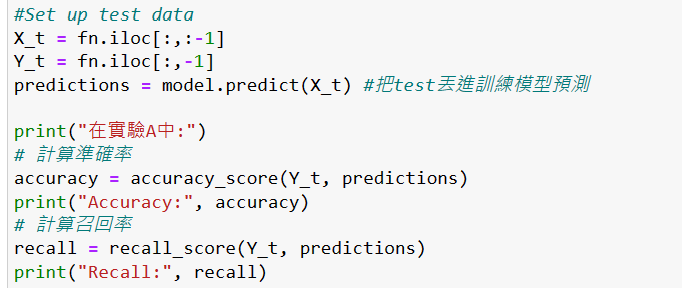 #Set up test data
X_t = fn.iloc[:,:-1]
Y_t = fn.iloc[:,-1]
predictions = model.predict(X_t) #把test丟進訓練模型預測
print("在實驗A中:")
# 計算準確率
accuracy = accuracy_score(Y_t, predictions)
print("Accuracy:", accuracy)
# 計算召回率
recall = recall_score(Y_t, predictions)
print("Recall:", recall)